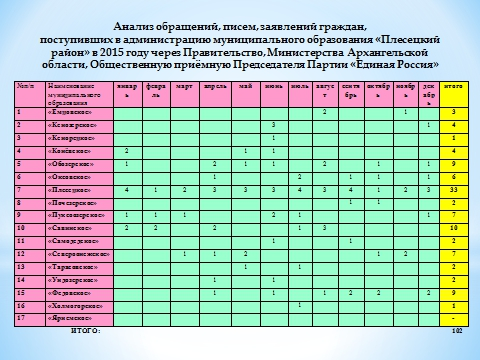 Анализ обращений, писем, заявлений граждан,
поступивших в администрацию муниципального образования «Плесецкий
район» в 2015 году через Правительство, Министерства Архангельской
области, Общественную приёмную Председателя Партии «Единая Россия»
№п/п Наименование муниципального образования январь февраль март апрель май июнь июль август сентябрь октябрь ноябрь декабрь итого
1 «Емцовское» 2 1 3
2 «Кенозерское» 3 1 4
3 «Кенорецкое» 1 1
4 «Конёвское» 2 1 1 4
5 «Обозерское» 1 2 1 1 2 1 1 9
6 «Оксовское» 1 2 1 1 1 6
7 «Плесецкое» 4 1 2 3 3 3 4 3 4 1 2 3 33
8 «Почезерское» 1 1 2
9 «Пуксоозерское» 1 1 1 2 1 1 7
10 «Савинское» 2 2 2 1 3 10
11 «Самодедское» 1 1 2
12 «Североонежское» 1 1 2 1 2 7
13 «Тарасовское» 1 1 2
14 «Ундозерское» 1 1 2
15 «Федовское» 1 1 1 2 2 2 9
16 «Холмогорское» 1 1
17 «Ярнемское» -
ИТОГО: 102